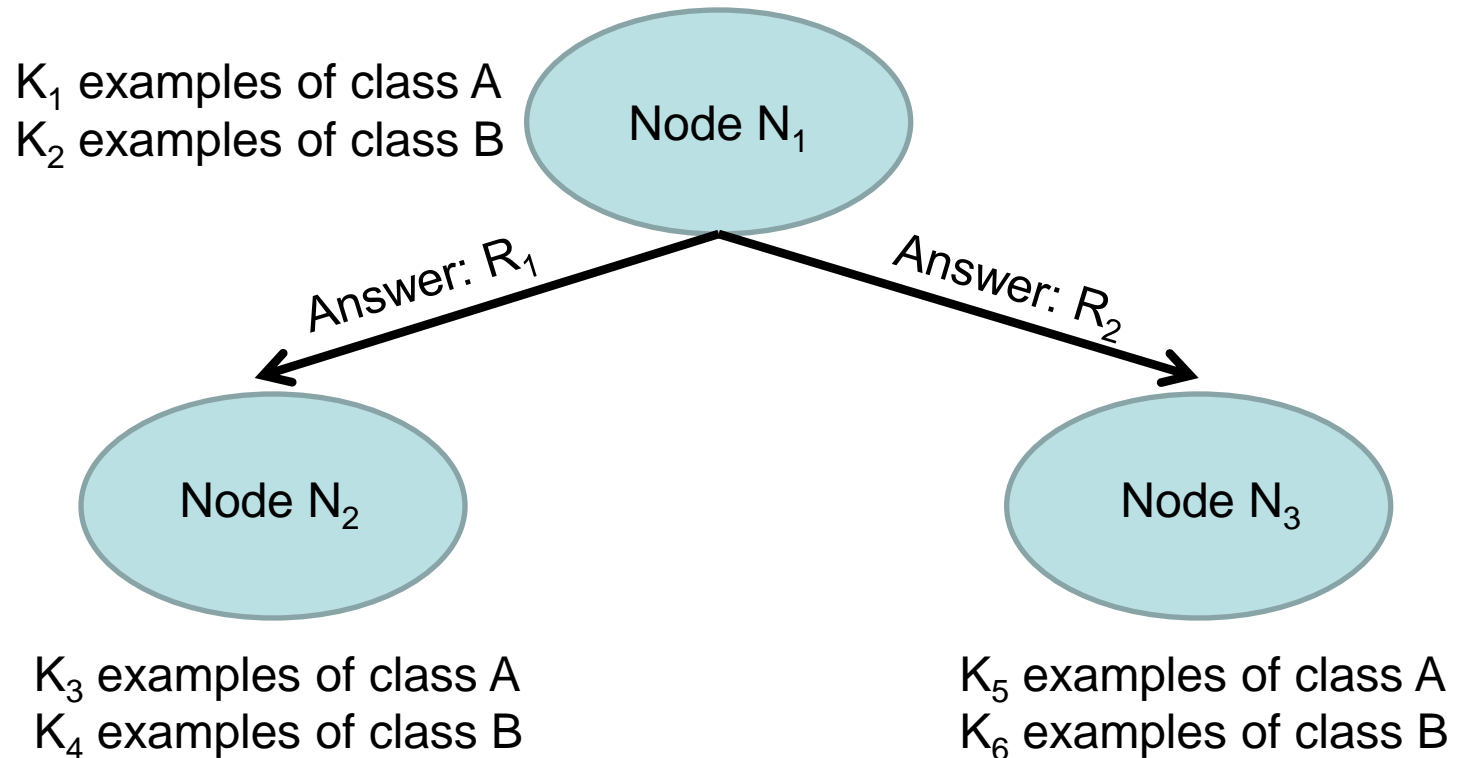 K₁ examples of class A
K₂ examples of class B
Node N₁
Answer: R₁
Answer: R₂
Node N₂
Node N₃
K₃ examples of class A
K₄ examples of class B
K₅ examples of class A
K₆ examples of class B